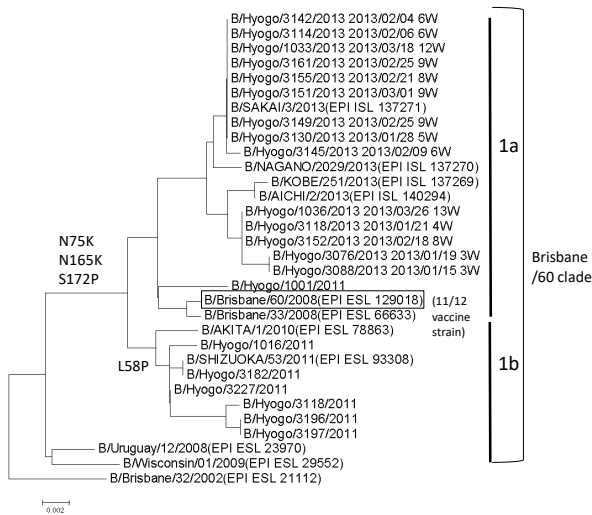 B/Hyogo/3142/2013 2013/02/04 6W
B/Hyogo/3114/2013 2013/02/06 6W
B/Hyogo/1033/2013 2013/03/18 12W
B/Hyogo/3161/2013 2013/02/25 9W
B/Hyogo/3155/2013 2013/02/21 8W
B/Hyogo/3151/2013 2013/03/01 9W
B/SAKAI/3/2013(EPI ISL 137271)
B/Hyogo/3149/2013 2013/02/25 9W
B/Hyogo/3130/2013 2013/01/28 5W
B/Hyogo/3145/2013 2013/02/09 6W
B/NAGANO/2029/2013(EPI ISL 137270)
B/KOBE/251/2013(EPI ISL 137269)
B/AICHI/2/2013(EPI ISL 140294)
B/Hyogo/1036/2013 2013/03/26 13W
B/Hyogo/3118/2013 2013/01/21 4W
B/Hyogo/3152/2013 2013/02/18 8W
B/Hyogo/3076/2013 2013/01/19 3W
B/Hyogo/3088/2013 2013/01/15 3W
B/Hyogo/1001/2011
B/Brisbane/60/2008(EPI ESL 129018)
B/Brisbane/33/2008(EPI ESL 66633)
B/AKITA/1/2010(EPI ESL 78863)
B/Hyogo/1016/2011
B/SHIZUOKA/53/2011(EPI ESL 93308)
B/Hyogo/3182/2011
B/Hyogo/3227/2011
B/Hyogo/3118/2011
B/Hyogo/3196/2011
B/Hyogo/3197/2011
B/Uruguay/12/2008(EPI ESL 23970)
B/Wisconsin/01/2009(EPI ESL 29552)
B/Brisbane/32/2002(EPI ESL 21112)
N75K
N165K
S172P
L58P
(11/12
vaccine
strain)
1a
1b
Brisbane
/60 clade
0.002